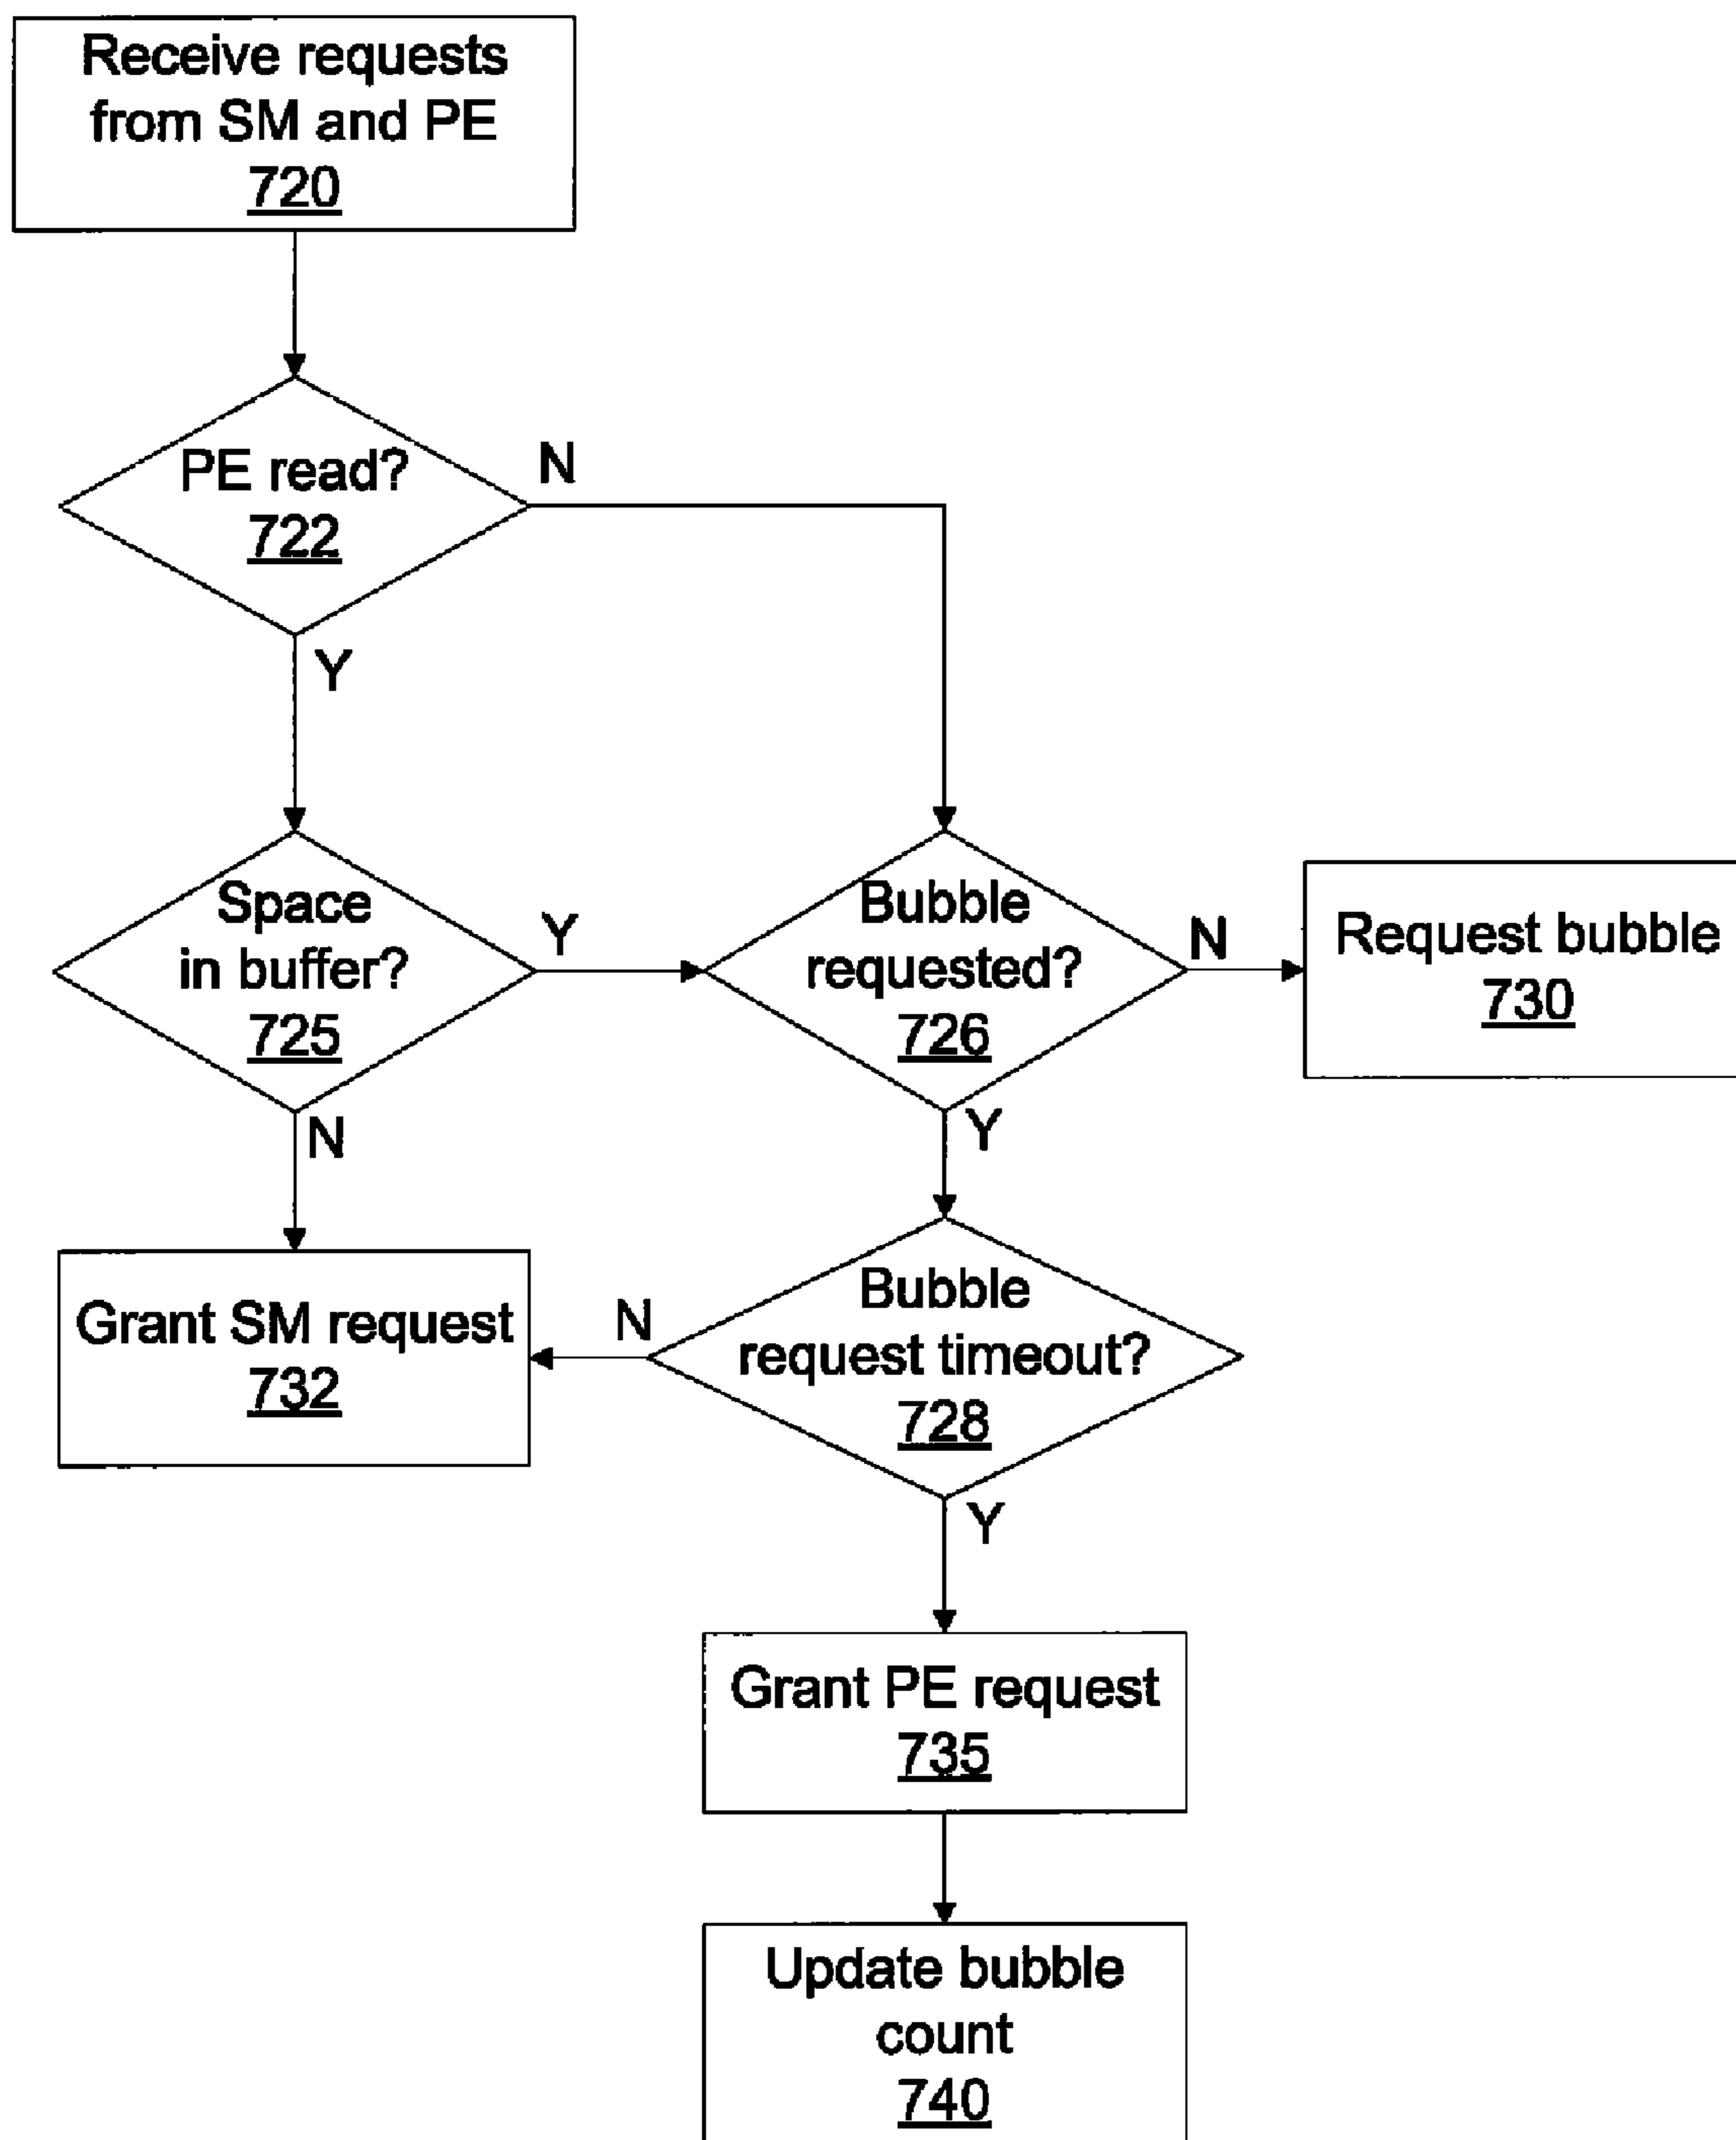 Receive requests
from SM and PE
720
PE read?
722
N
Y
Space
in buffer?
725
Y
N
Bubble
requested?
726
N
Y
Request bubble
730
Grant SM request
732
N
Bubble
request timeout?
728
Y
Grant PE request
735
Update bubble
count
740